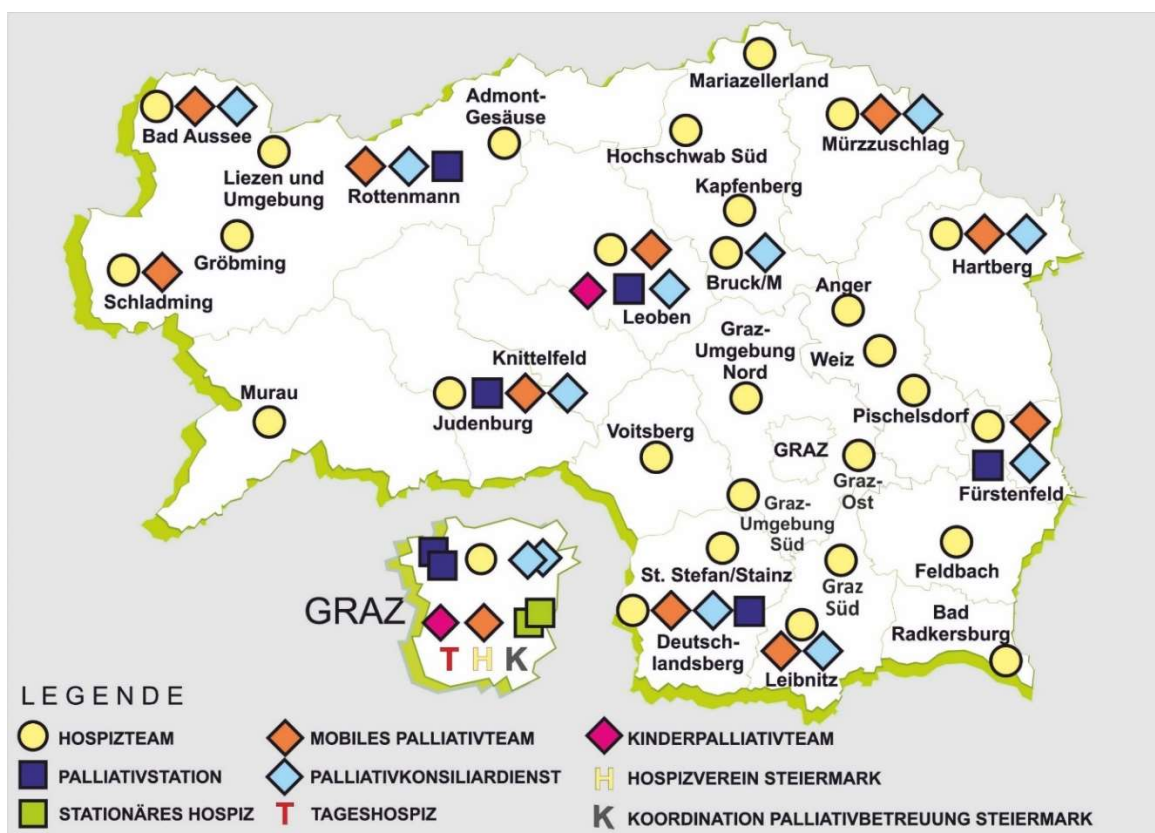 Mariazellerland
Admont-
Gesäuse
Bad Aussee
Mürzzuschlag
Hochschwab Süd
Liezen und
Umgebung
Rottenmann
Kapfenberg
Gröbming
Hartberg
Bruck/M
Schladming
Anger
Leoben
Graz-
Umgebung
Nord
Knittelfeld
Weiz
Murau
Judenburg
Pischelsdorf
Voitsberg
GRAZ
Graz-
Ost
Fürstenfeld
Graz-
Umgebung
Süd
St. Stefan/Stainz
Graz
Süd
Feldbach
GRAZ
Bad
Radkersburg
Deutsch-
landsberg
Leibnitz
T H K
LEGENDE
HOSPIZTEAM
MOBILES PALLIATIVTEAM
KINDERPALLIATIVTEAM
PALLIATIVSTATION
PALLIATIVKONSILIARDIENST
H HOSPIZVEREIN STEIERMARK
STATIONÄRES HOSPIZ
T TAGESHOSPIZ
K KOORDINATION PALLIATIVBETREUUNG STEIERMARK